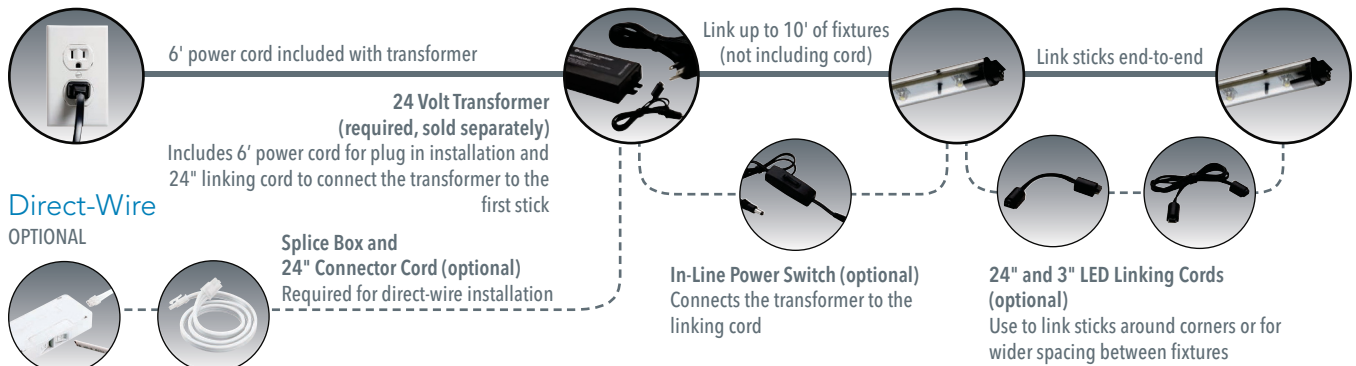 6' power cord included with transformer
Link up to 10' of fixtures
(not including cord)
Link sticks end-to-end
24 Volt Transformer
(required, sold separately)
Includes 6’ power cord for plug in installation and
24" linking cord to connect the transformer to the
first stick
Direct-Wire
OPTIONAL
Splice Box and
24" Connector Cord (optional)
Required for direct-wire installation
In-Line Power Switch (optional)
Connects the transformer to the
linking cord
24" and 3" LED Linking Cords
(optional)
Use to link sticks around corners or for
wider spacing between fixtures